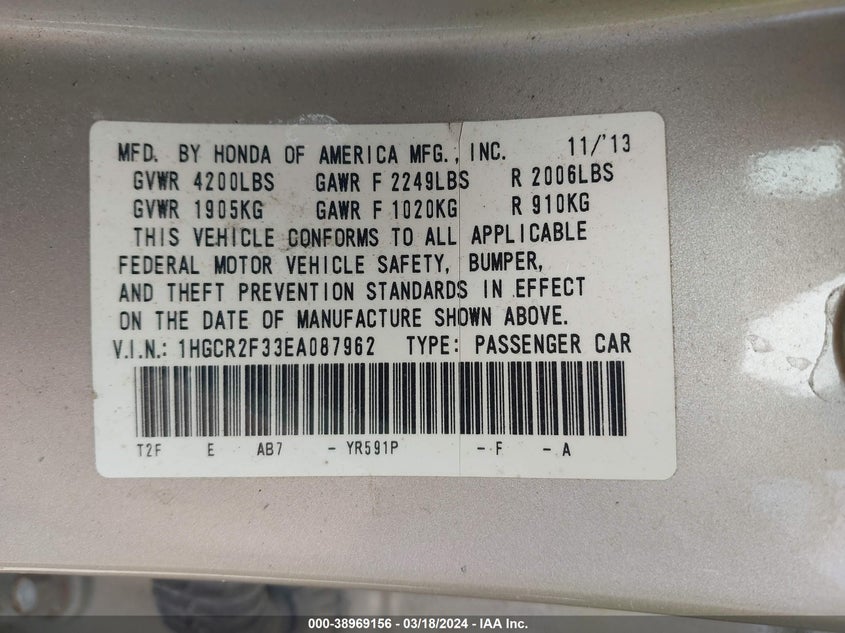 MFD. BY HONDA OF AMERICA MFG., INC. 11/'13
GVWR 4200LBS GAWR F 2249LBS R 2006LBS
GVWR 1905KG GAWR F 1020KG R 910KG
THIS VEHICLE CONFORMS TO ALL APPLICABLE
FEDERAL MOTOR VEHICLE SAFETY, BUMPER,
AND THEFT PREVENTION STANDARDS IN EFFECT
ON THE DATE OF MANUFACTURE SHOWN ABOVE.
V.I.N.: 1HGCR2F33EA087962 TYPE: PASSENGER CAR
T2F E AB7 - YR591P - F - A
000-38969156 / 03/18/2024 - IAA Inc.